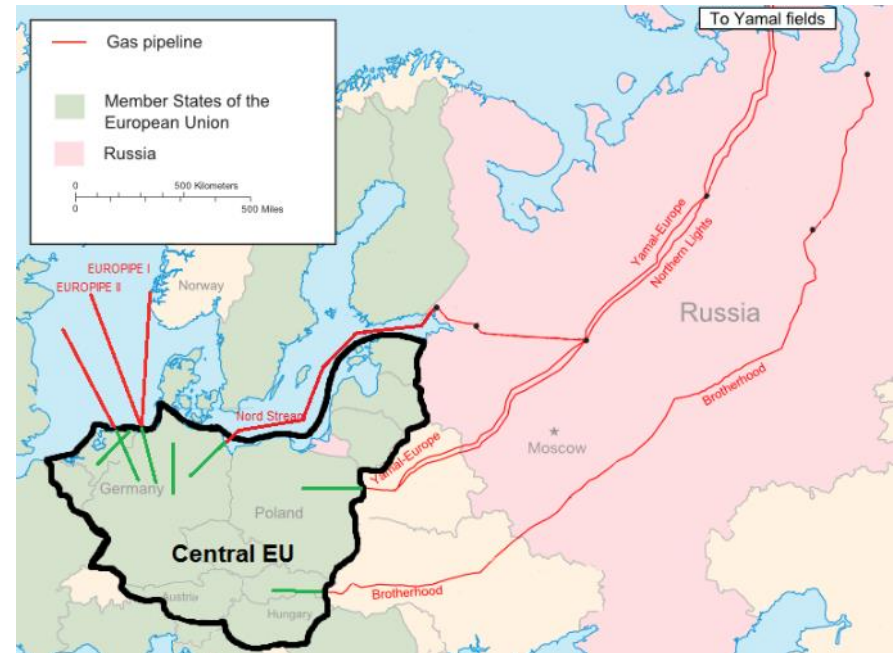 To Yamal fields
Gas pipeline
Member States of the
European Union
Russia
0 500 Kilometers
0 500 Miles
EUROPIPE I
EUROPIPE II
Norway
Yamal-Europe
Northern Lights
Russia
Brotherhood
Nord Stream
Moscow
Yamal-Europe
Germany
Poland
Central EU
Austria
Hungary
Brotherhood